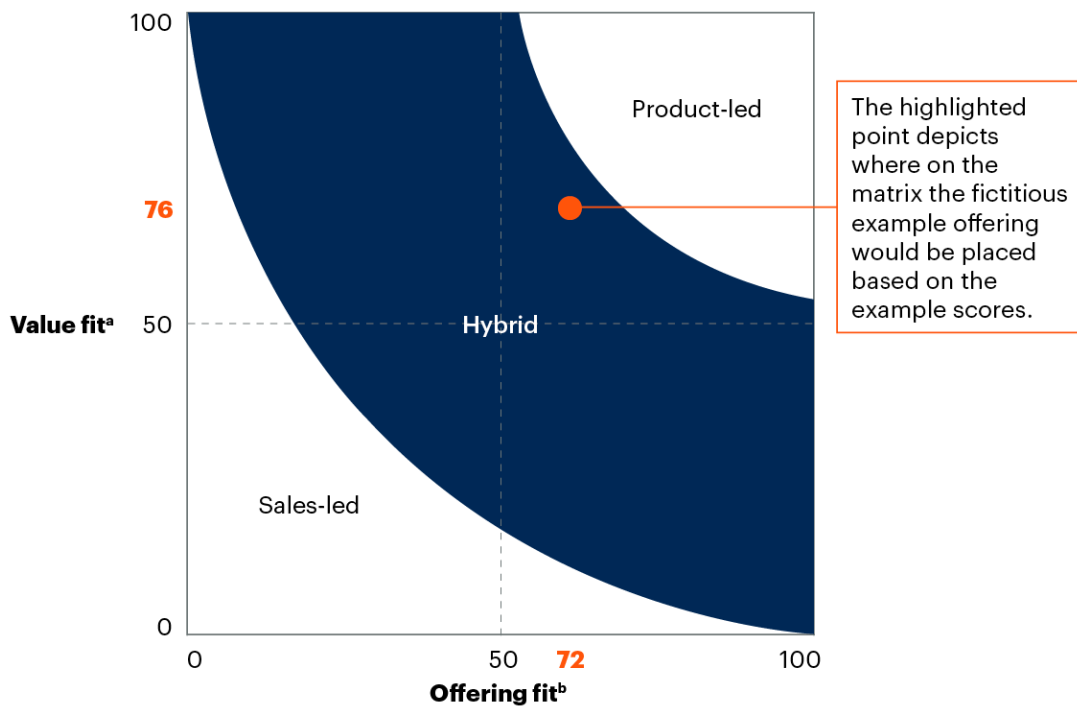 100
Product-led
The highlighted
point depicts
where on the
matrix the fictitious
example offering
would be placed
based on the
example scores.
76
Value fitᵃ
50
Hybrid
Sales-led
0
0
50
72
100
Offering fitᵇ